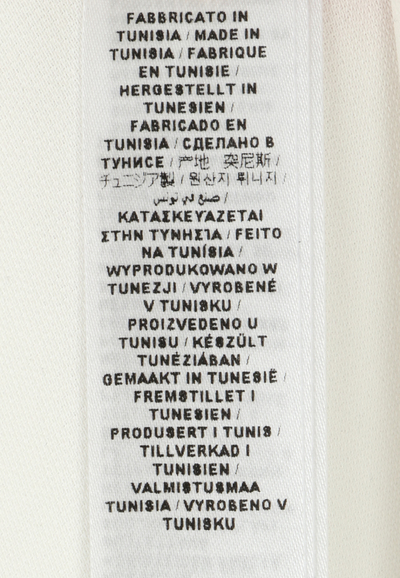 FABBRICATO IN
TUNISIA / MADE IN
TUNISIA / FABRIQUE
EN TUNISIE /
HERGESTELLT IN
TUNESIEN /
FABRICADO EN
TUNISIA / СДЕЛАНО В
ТУНИСЕ / 产地 突尼斯 /
チュニジア製 / 원산지 튀니지 /
صنع في تونس /
ΚΑΤΑΣΚΕΥΑΖΕΤΑΙ
ΣΤΗΝ ΤΥΝΗΣΙΑ / FEITO
NA TUNÍSIA /
WYPRODUKOWANO W
TUNEZJI / VYROBENÉ
V TUNISKU /
PROIZVEDENO U
TUNISU / KÉSZÜLT
TUNÉZIÁBAN /
GEMAAKT IN TUNESIË /
FREMSTILLET I
TUNESIEN /
PRODUSERT I TUNIS /
TILLVERKAD I
TUNISIEN /
VALMISTUSMAA
TUNISIA / VYROBENO V
TUNISKU